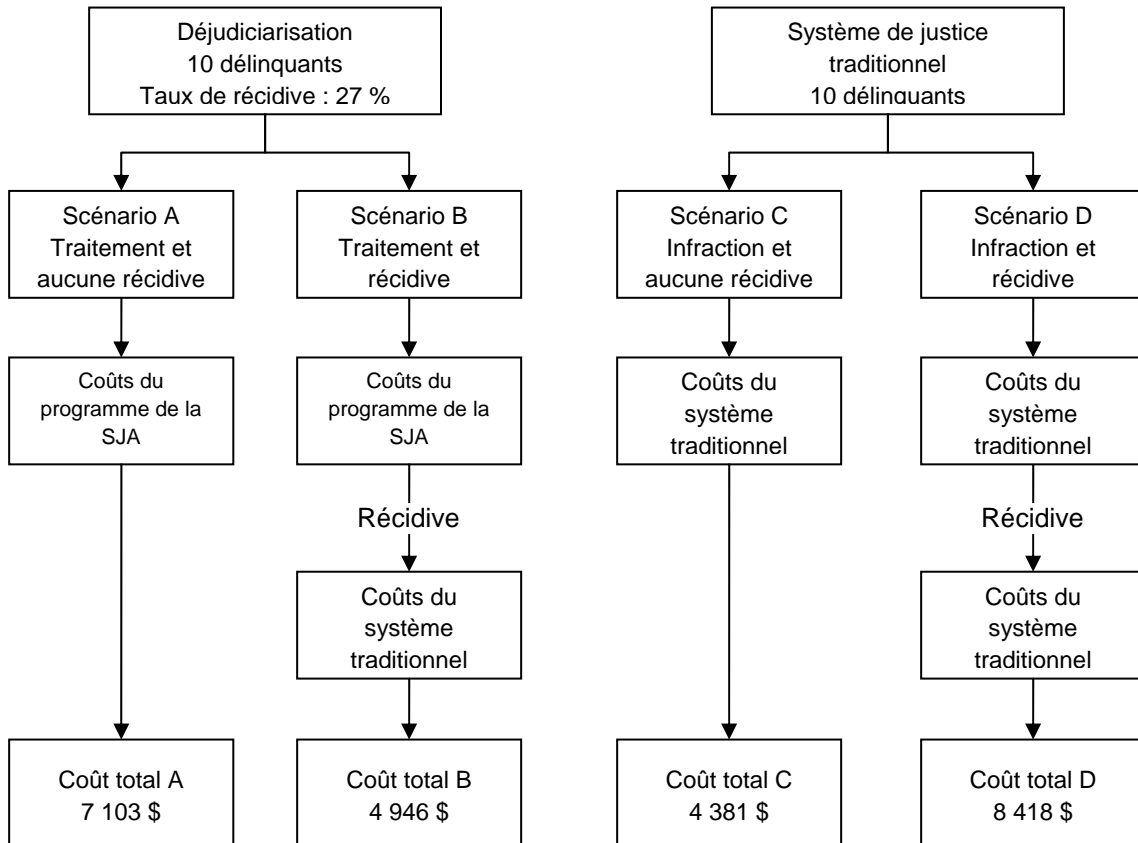 Déjudiciarisation
10 délinquants
Taux de récidive : 27 %
Système de justice
traditionnel
10 délinquants
Scénario A
Traitement et
aucune récidive
Scénario B
Traitement et
récidive
Scénario C
Infraction et
aucune récidive
Scénario D
Infraction et
récidive
Coûts du
programme de la
SJA
Coûts du
programme de la
SJA
Coûts du
système
traditionnel
Coûts du
système
traditionnel
Récidive
Récidive
Coûts du
système
traditionnel
Coûts du
système
traditionnel
Coût total A
7 103 $
Coût total B
4 946 $
Coût total C
4 381 $
Coût total D
8 418 $